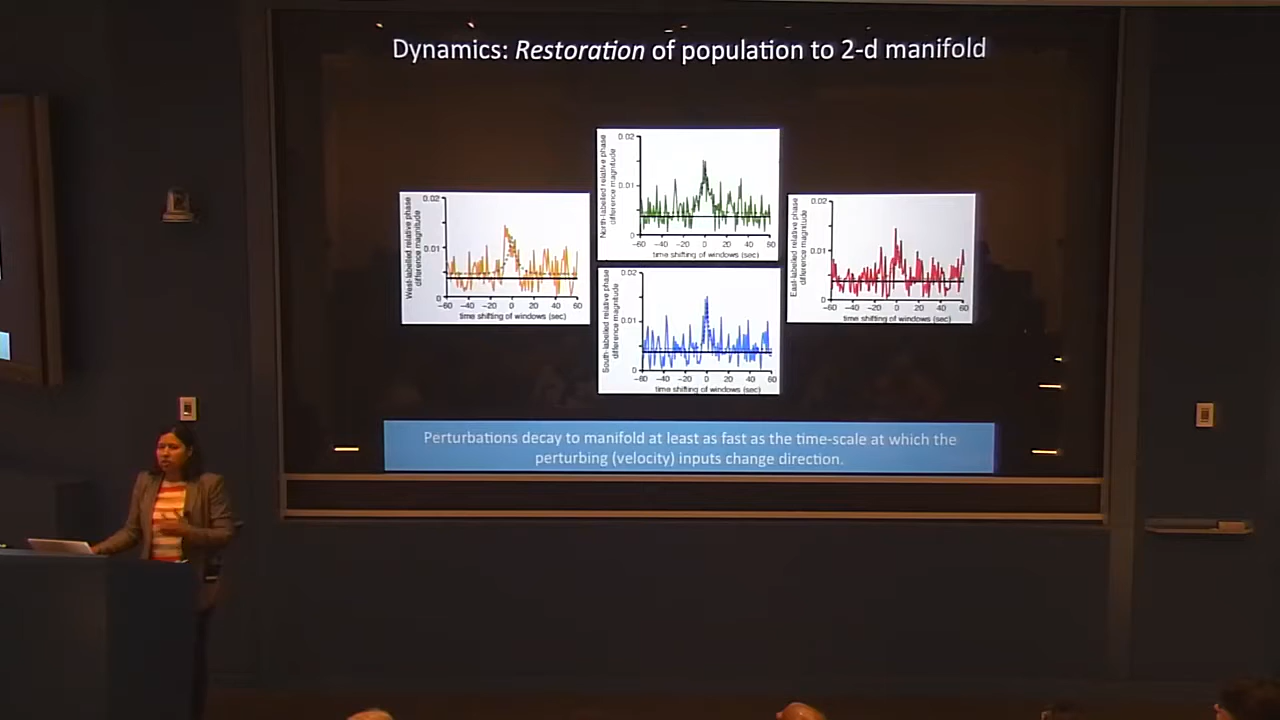 Dynamics: Restoration of population to 2-d manifold
North-labelled relative phase
difference magnitude
0.02
0.01
0
−60 −40 −20 0 20 40 60
time shifting of windows (sec)
West-labelled relative phase
difference magnitude
0.02
0.01
0
−60 −40 −20 0 20 40 60
time shifting of windows (sec)
East-labelled relative phase
difference magnitude
0.02
0.01
0
−60 −40 −20 0 20 40 60
time shifting of windows (sec)
South-labelled relative phase
difference magnitude
0.02
0.01
0
−60 −40 −20 0 20 40 60
time shifting of windows (sec)
Perturbations decay to manifold at least as fast as the time-scale at which the
perturbing (velocity) inputs change direction.